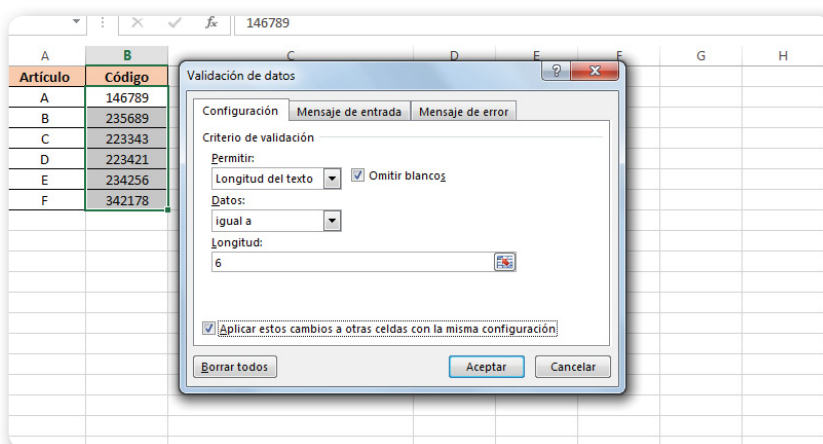 fx 146789
A B C D E F G H
Artículo Código
A 146789
B 235689
C 223343
D 223421
E 234256
F 342178
Validación de datos
Configuración Mensaje de entrada Mensaje de error
Criterio de validación
Permitir:
Longitud del texto Omitir blancos
Datos:
igual a
Longitud:
6
Aplicar estos cambios a otras celdas con la misma configuración
Borrar todos Aceptar Cancelar